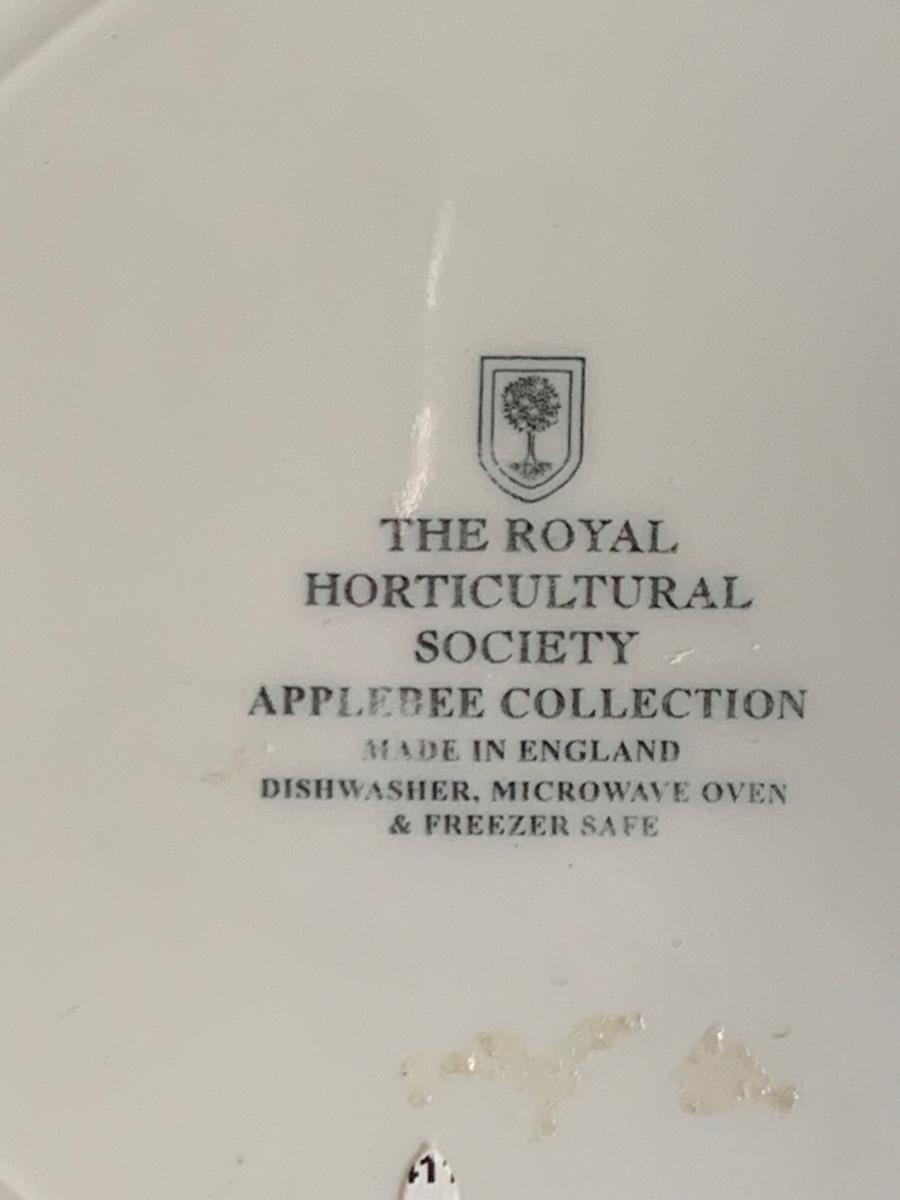 THE ROYAL
HORTICULTURAL
SOCIETY
APPLEBEE COLLECTION
MADE IN ENGLAND
DISHWASHER, MICROWAVE OVEN
& FREEZER SAFE